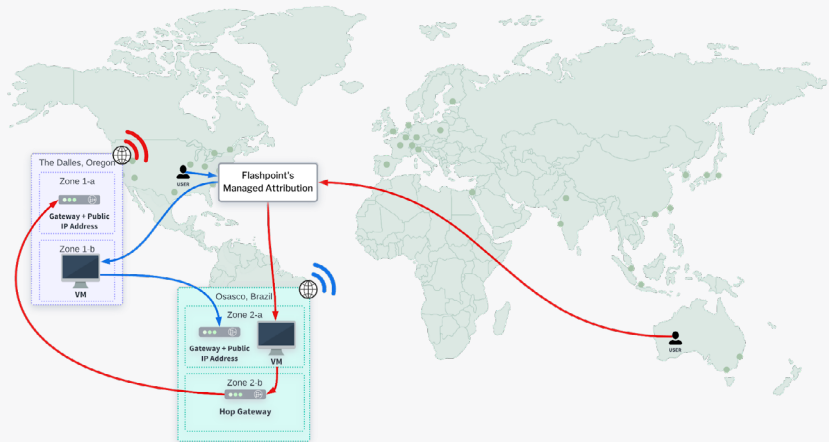 The Dalles, Oregon
Zone 1-a
Gateway + Public
IP Address
Zone 1-b
VM
USER
Flashpoint's
Managed Attribution
Osasco, Brazil
Zone 2-a
Gateway + Public
IP Address
VM
Zone 2-b
Hop Gateway
USER